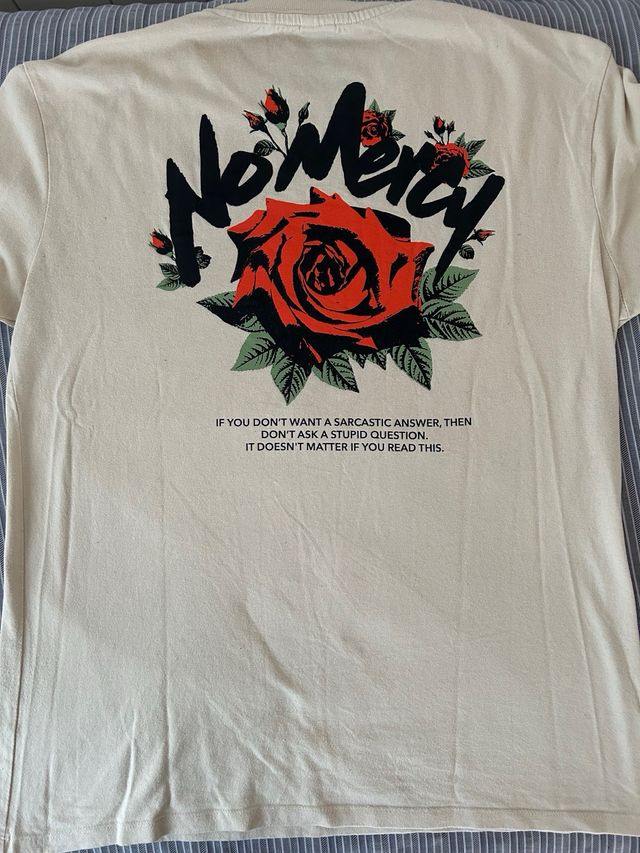 No Mercy
IF YOU DON'T WANT A SARCASTIC ANSWER, THEN
DON'T ASK A STUPID QUESTION.
IT DOESN'T MATTER IF YOU READ THIS.